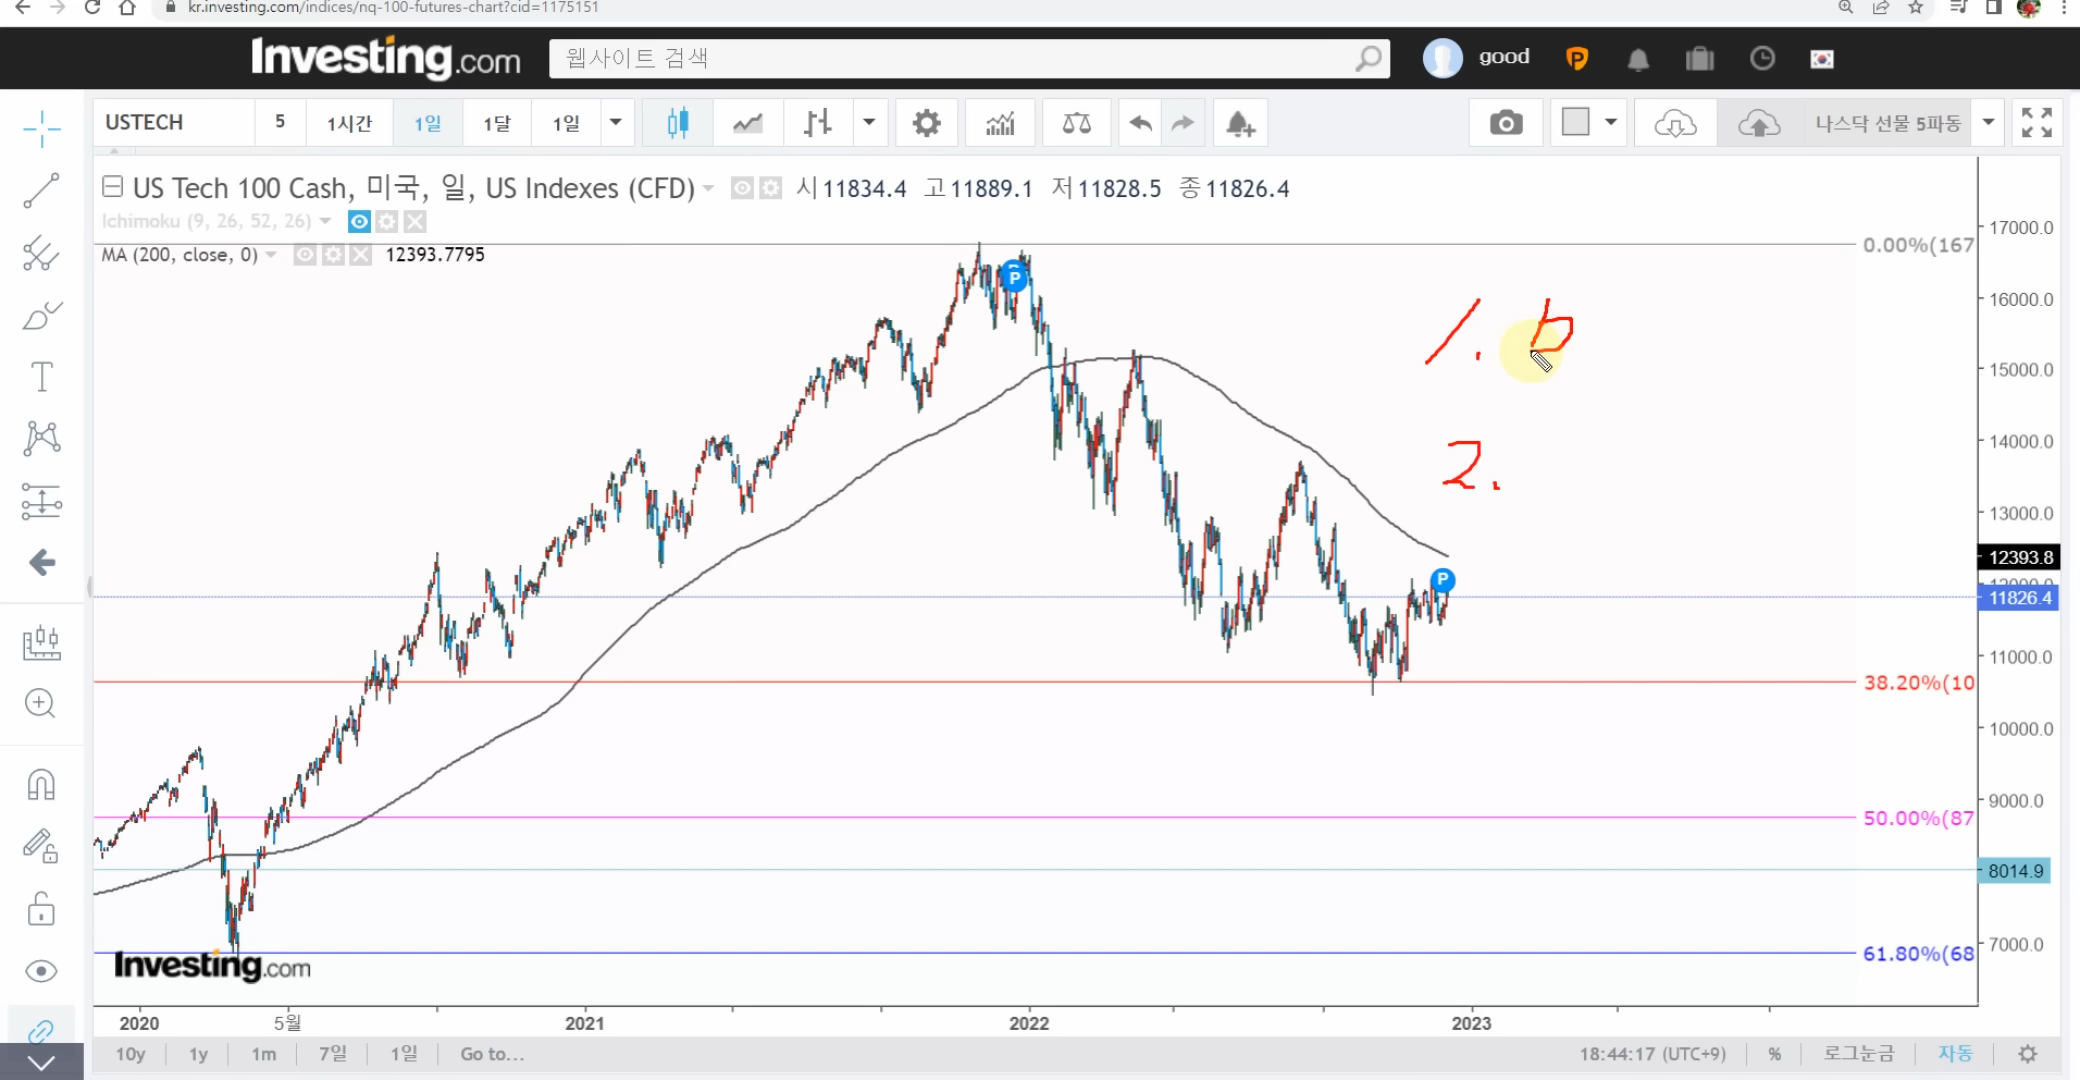 kr.investing.com/indices/nq-100-futures-chart?cid=1175151
Investing.com 웹사이트 검색 good P
USTECH 5 1시간 1일 1달 1일 나스닥 선물 5파동
US Tech 100 Cash, 미국, 일, US Indexes (CFD) 시 11834.4 고 11889.1 저 11828.5 종 11826.4
Ichimoku (9, 26, 52, 26)
17000.0
0.00%(167
MA (200, close, 0) 12393.7795
P
16000.0
1. b
15000.0
14000.0
2.
13000.0
12393.8
P
12000.0
11826.4
11000.0
38.20%(10
10000.0
9000.0
50.00%(87
8014.9
7000.0
61.80%(68
Investing.com
2020 5월 2021 2022 2023
10y 1y 1m 7일 1일 Go to... 18:44:17 (UTC+9) % 로그눈금 자동